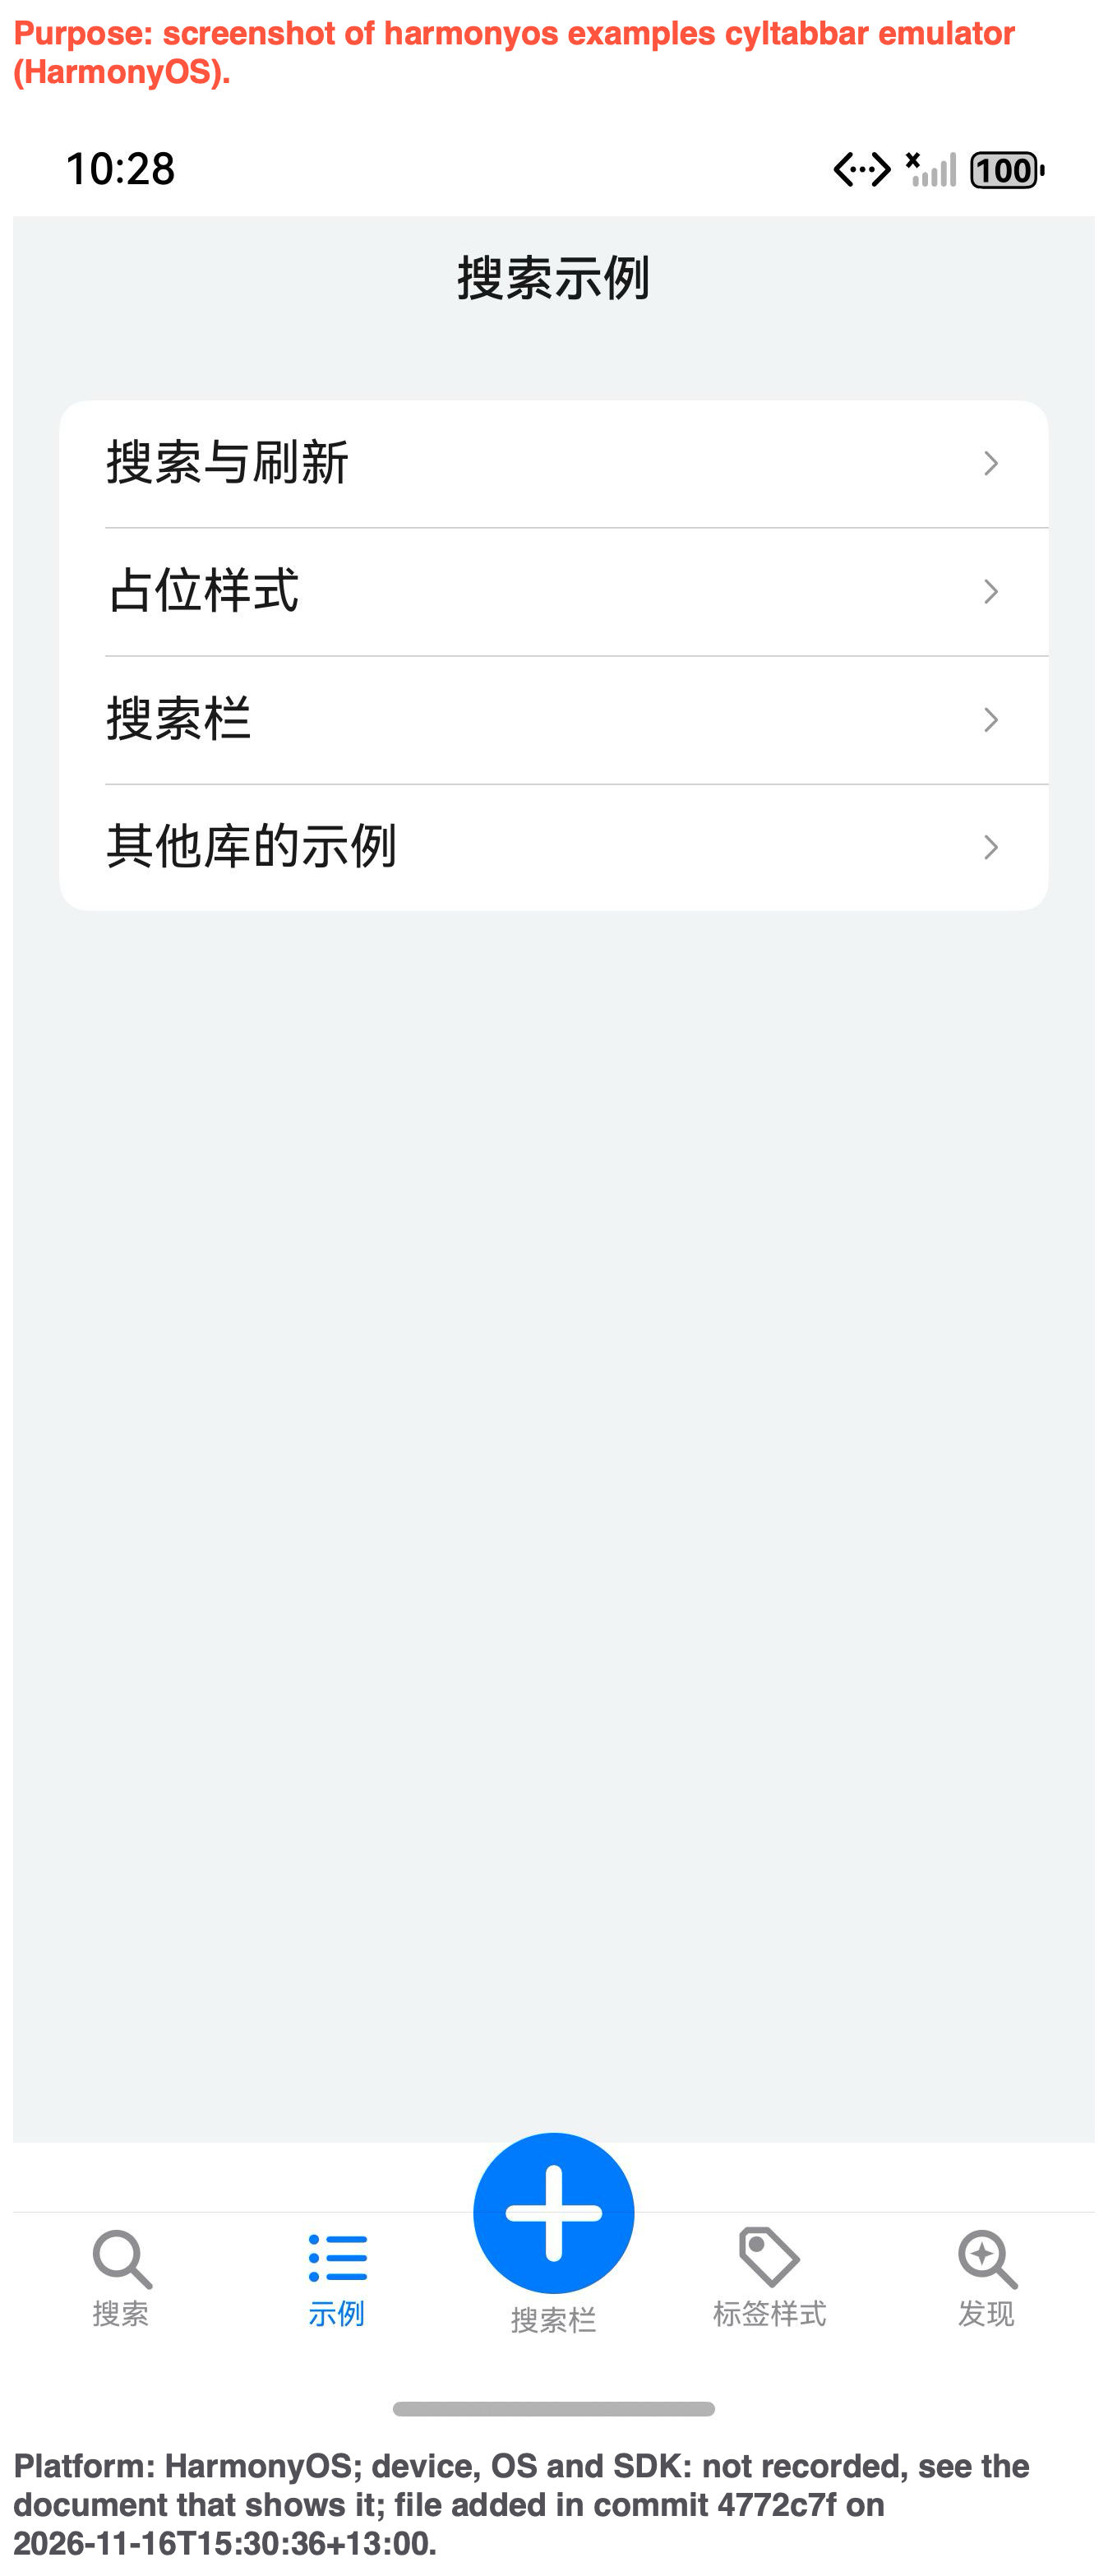 Purpose: screenshot of harmonyos examples cyltabbar emulator
(HarmonyOS).
10:28
100
搜索示例
搜索与刷新
占位样式
搜索栏
其他库的示例
搜索
示例
搜索栏
标签样式
发现
Platform: HarmonyOS; device, OS and SDK: not recorded, see the
document that shows it; file added in commit 4772c7f on
2026-11-16T15:30:36+13:00.